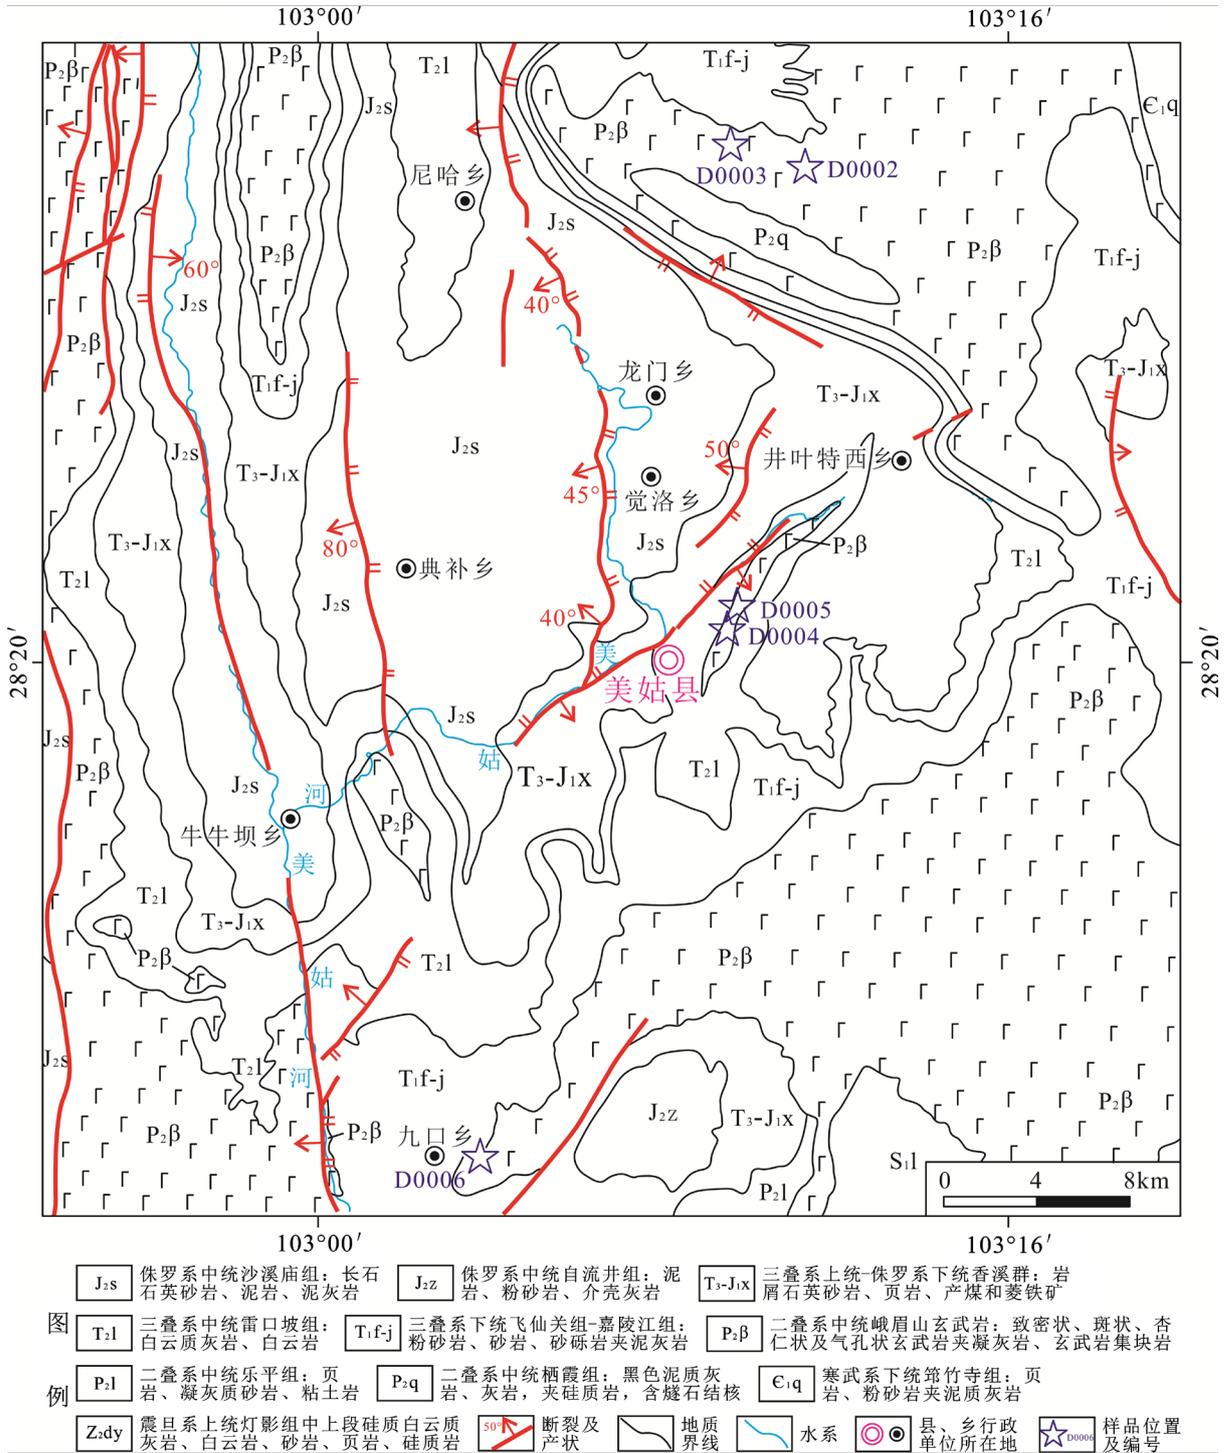 103°00′
103°16′
P₂β
P₂β
T₂l
T₁f-j
J₂s
Є₁q
P₂β
尼哈乡
D0003
D0002
J₂s
P₂q
P₂β
P₂β
T₁f-j
60°
J₂s
40°
P₂β
T₁f-j
龙门乡
T₃-J₁x
T₃-J₁x
J₂s
J₂s
T₃-J₁x
50°
井叶特西乡
45°
觉洛乡
T₃-J₁x
80°
J₂s
P₂β
T₂l
典补乡
T₂l
T₁f-j
J₂s
40°
D0005
D0004
28°20′
28°20′
美
美姑县
P₂β
J₂s
J₂s
姑
P₂β
T₃-J₁x
T₂l
J₂s
河
T₁f-j
牛牛坝乡
P₂β
美
T₂l
T₃-J₁x
P₂β
姑
T₂l
P₂β
J₂s
T₂l
河
T₁f-j
P₂β
P₂β
P₂β
九口乡
D0006
J₂z
T₃-J₁x
S₁l
P₂l
0 4 8km
103°00′
103°16′
J₂s 侏罗系中统沙溪庙组：长石石英砂岩、泥岩、泥灰岩
J₂z 侏罗系中统自流井组：泥岩、粉砂岩、介壳灰岩
T₃-J₁x 三叠系上统-侏罗系下统香溪群：岩屑石英砂岩、页岩、产煤和菱铁矿
图例
T₂l 三叠系中统雷口坡组：白云质灰岩、白云岩
T₁f-j 三叠系下统飞仙关组-嘉陵江组：粉砂岩、砂岩、砂砾岩夹泥灰岩
P₂β 二叠系中统峨眉山玄武岩：致密状、斑状、杏仁状及气孔状玄武岩夹凝灰岩、玄武岩集块岩
P₂l 二叠系中统乐平组：页岩、凝灰质砂岩、粘土岩
P₂q 二叠系中统栖霞组：黑色泥质灰岩、灰岩，夹硅质岩，含燧石结核
Є₁q 寒武系下统筇竹寺组：页岩、粉砂岩夹泥质灰岩
Z₂dy 震旦系上统灯影组中上段硅质白云质灰岩、白云岩、砂岩、页岩、硅质岩
50° 断裂及产状
地质界线
水系
县、乡行政单位所在地
D0006 样品位置及编号